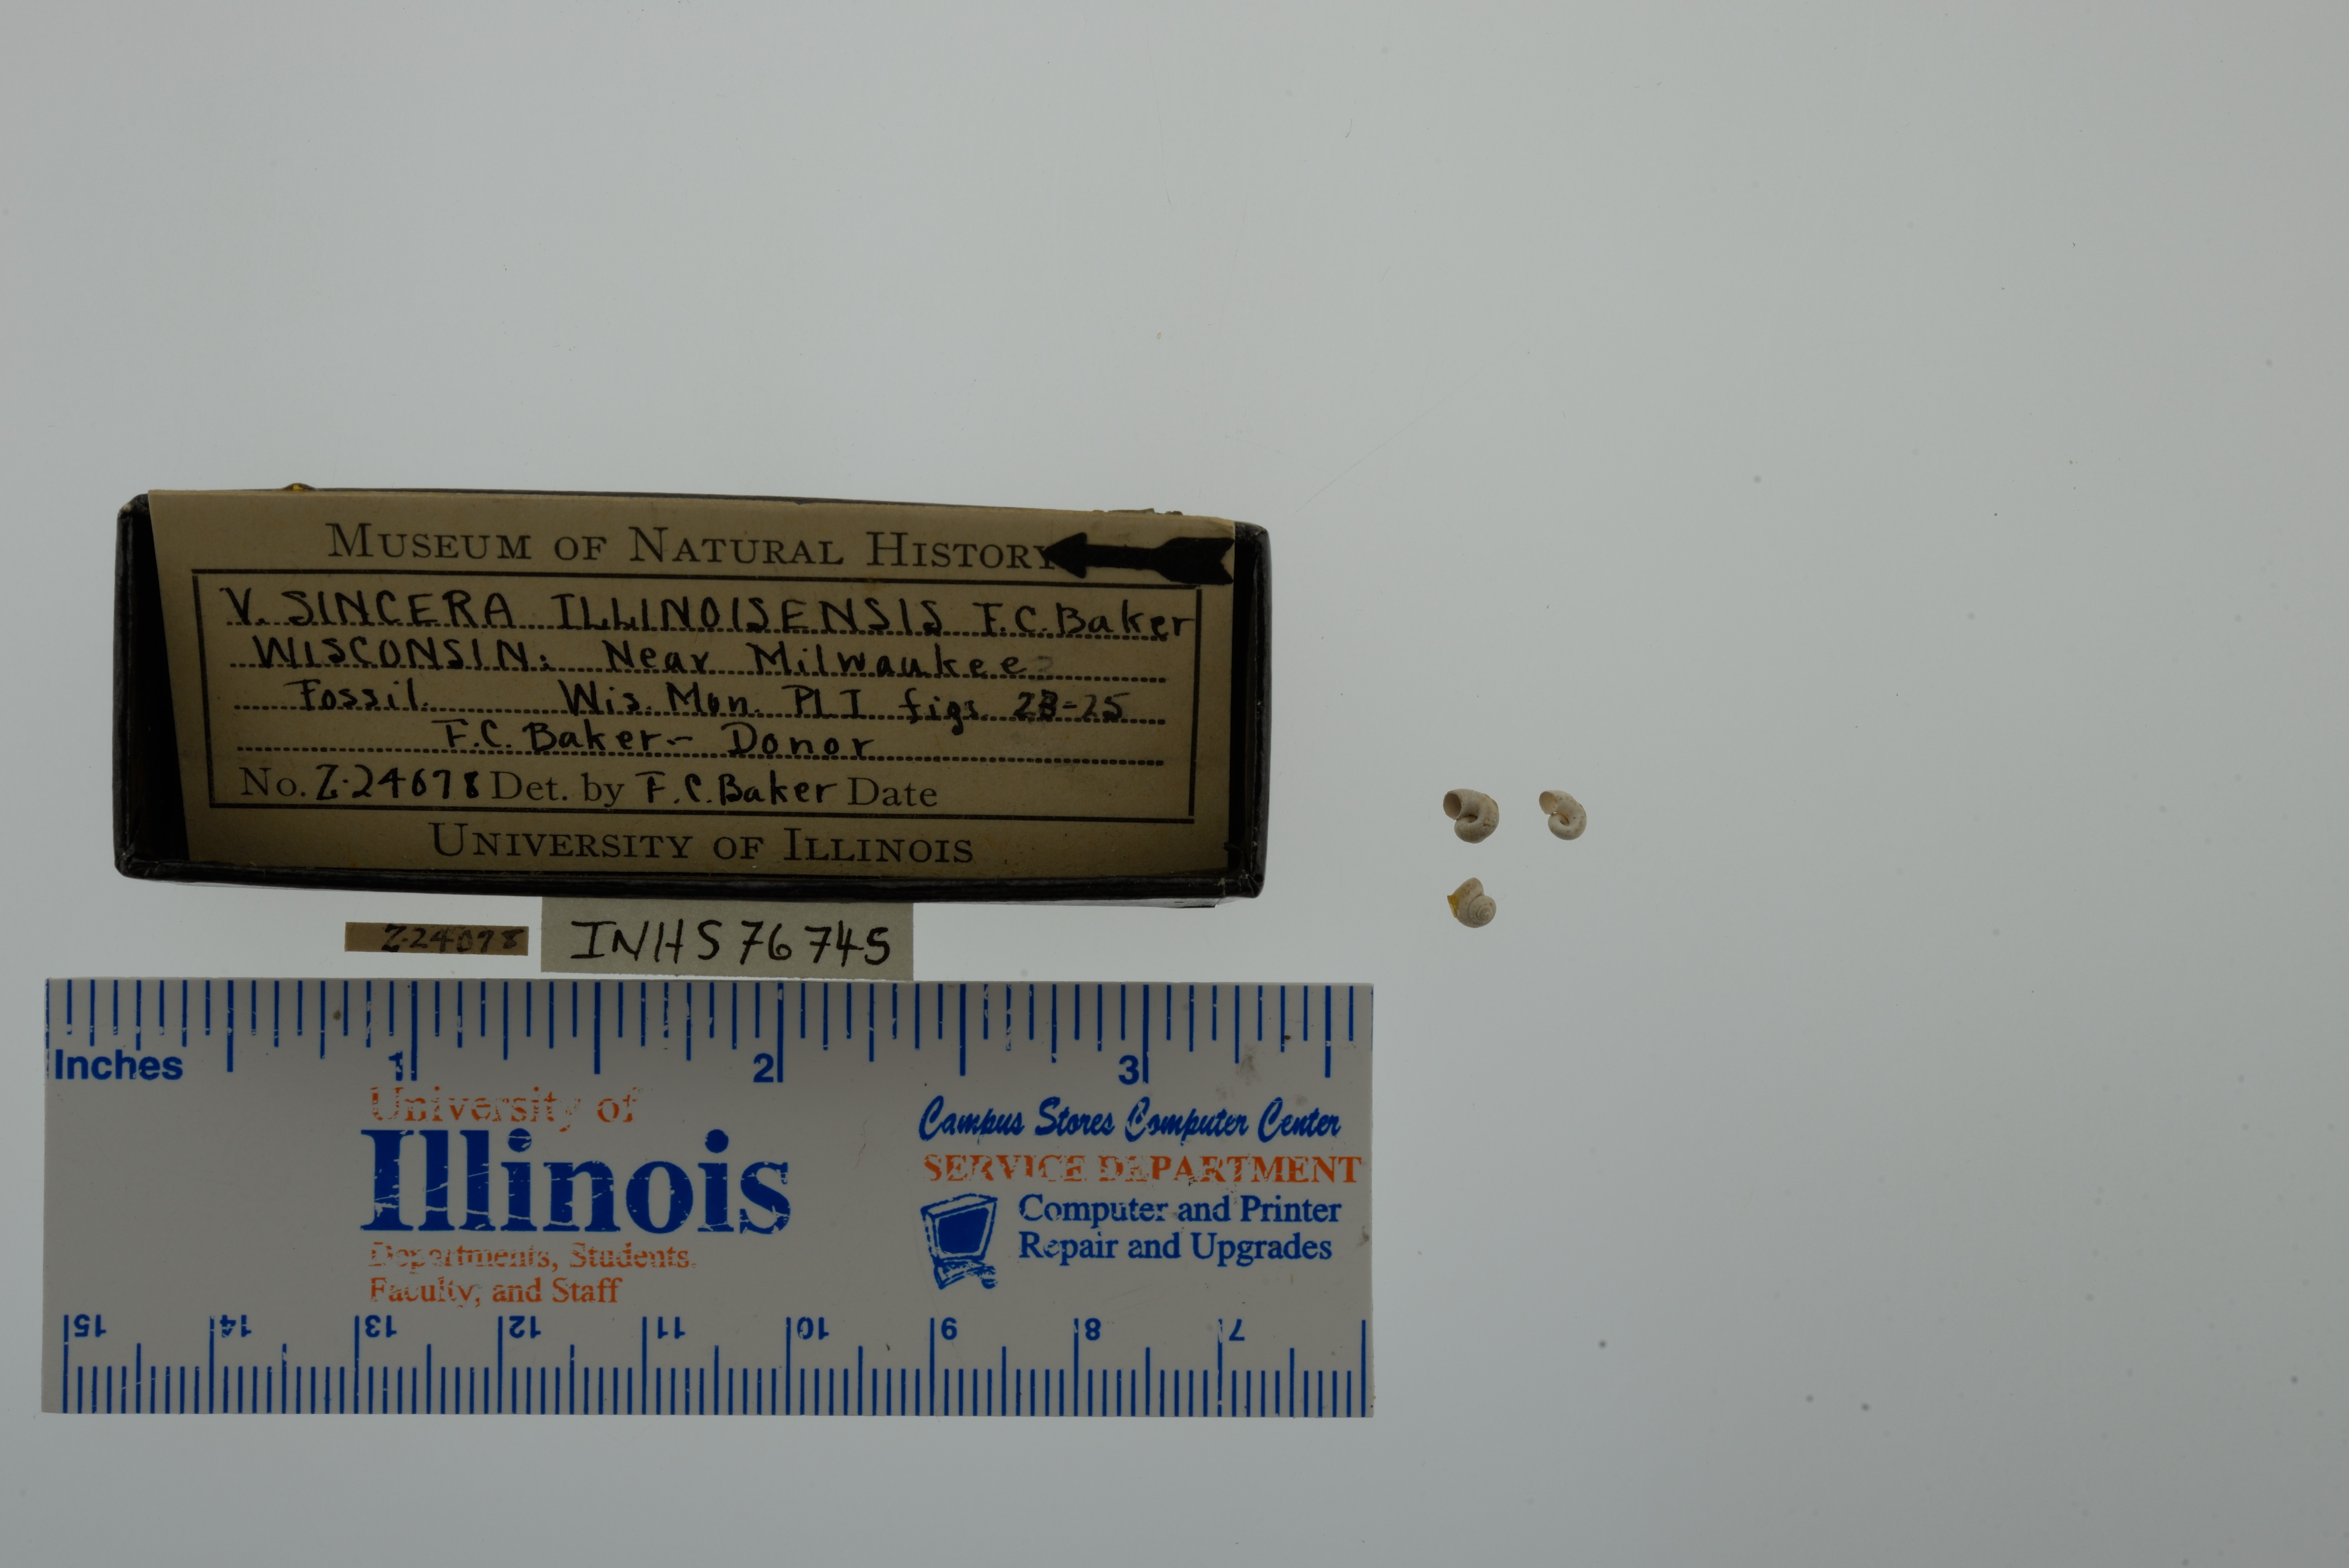 MUSEUM OF NATURAL HISTORY
V. SINCERA ILLINOISENSIS F.C. Baker
WISCONSIN: Near Milwaukee
Fossil. Wis. Mon. Pl I figs 23-25
F.C. Baker - Donor
No. Z-24078 Det. by F.C. Baker Date
UNIVERSITY OF ILLINOIS
Z-24078
INHS 76745
Inches 1 2 3
University of
Illinois
Departments, Students,
Faculty, and Staff
Campus Stores Computer Center
SERVICE DEPARTMENT
Computer and Printer
Repair and Upgrades
15 14 13 12 11 10 9 8 7